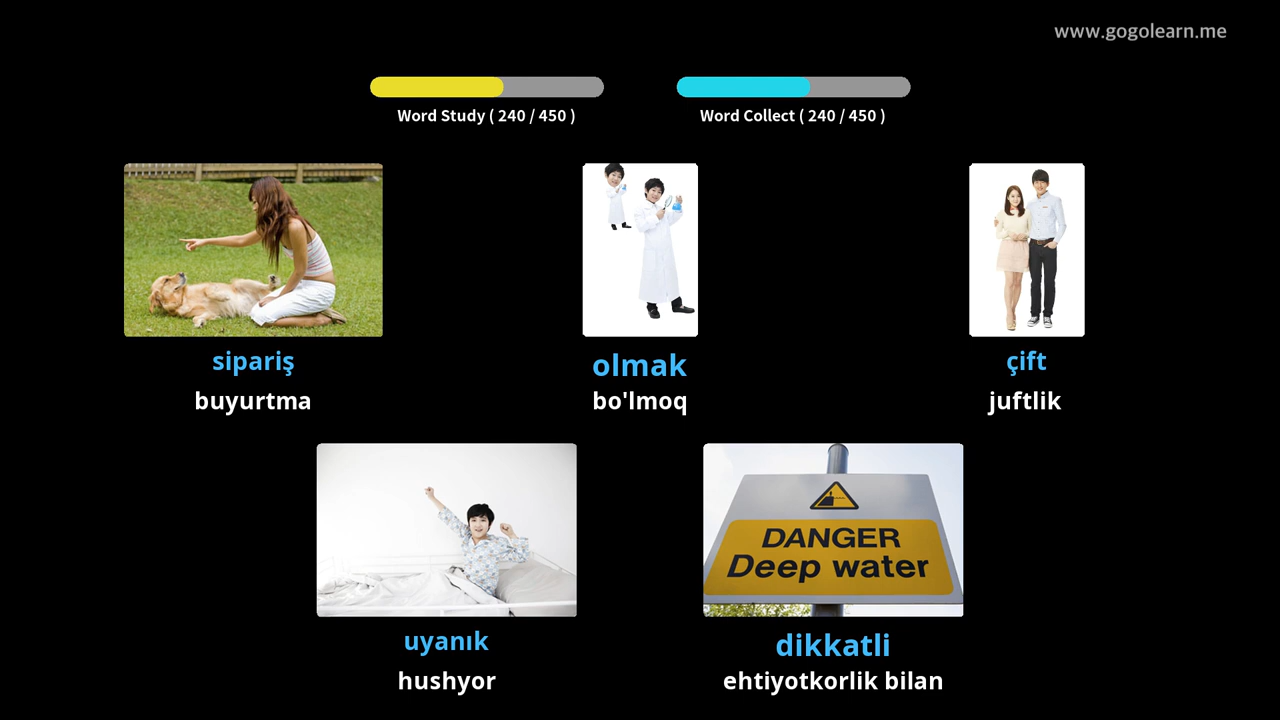 www.gogolearn.me
Word Study ( 240 / 450 )
Word Collect ( 240 / 450 )
sipariş
buyurtma
olmak
bo'lmoq
çift
juftlik
DANGER
Deep water
uyanık
hushyor
dikkatli
ehtiyotkorlik bilan